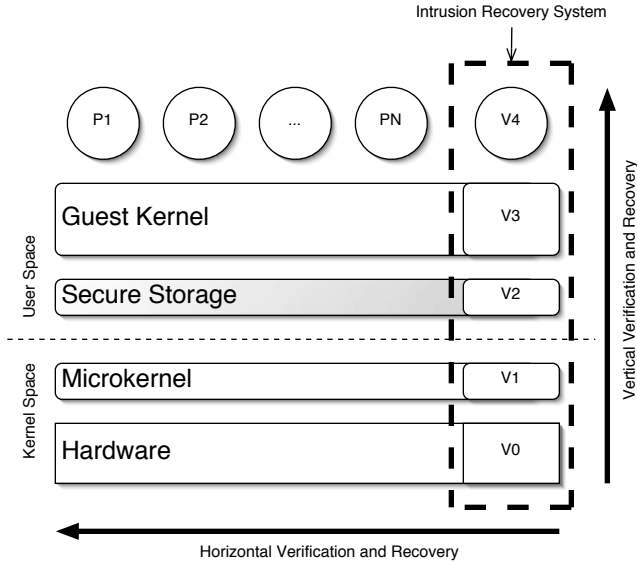 Intrusion Recovery System
P1
P2
...
PN
V4
Guest Kernel
V3
Secure Storage
V2
User Space
Microkernel
V1
Kernel Space
Hardware
V0
Vertical Verification and Recovery
Horizontal Verification and Recovery